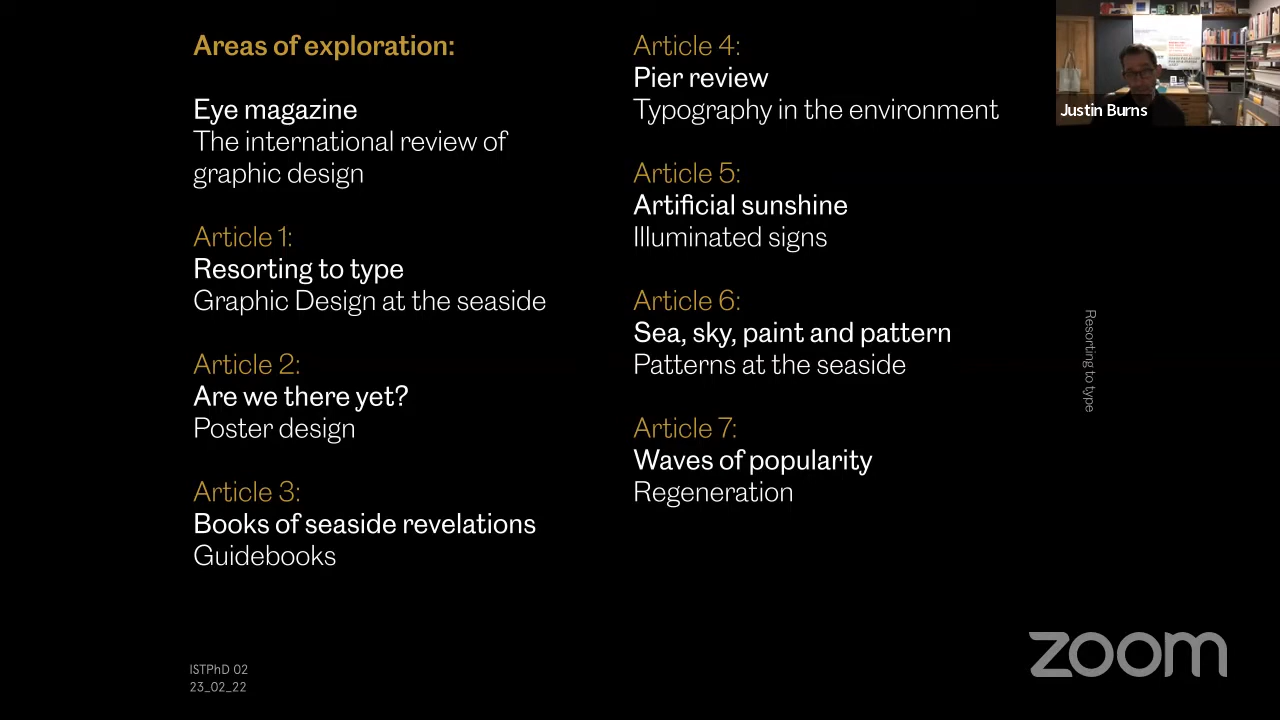 Areas of exploration:
Eye magazine
The international review of
graphic design
Article 1:
Resorting to type
Graphic Design at the seaside
Article 2:
Are we there yet?
Poster design
Article 3:
Books of seaside revelations
Guidebooks
Article 4:
Pier review
Typography in the environment
Article 5:
Artificial sunshine
Illuminated signs
Article 6:
Sea, sky, paint and pattern
Patterns at the seaside
Article 7:
Waves of popularity
Regeneration
Justin Burns
Resorting to type
ISTPhD 02
23_02_22
zoom